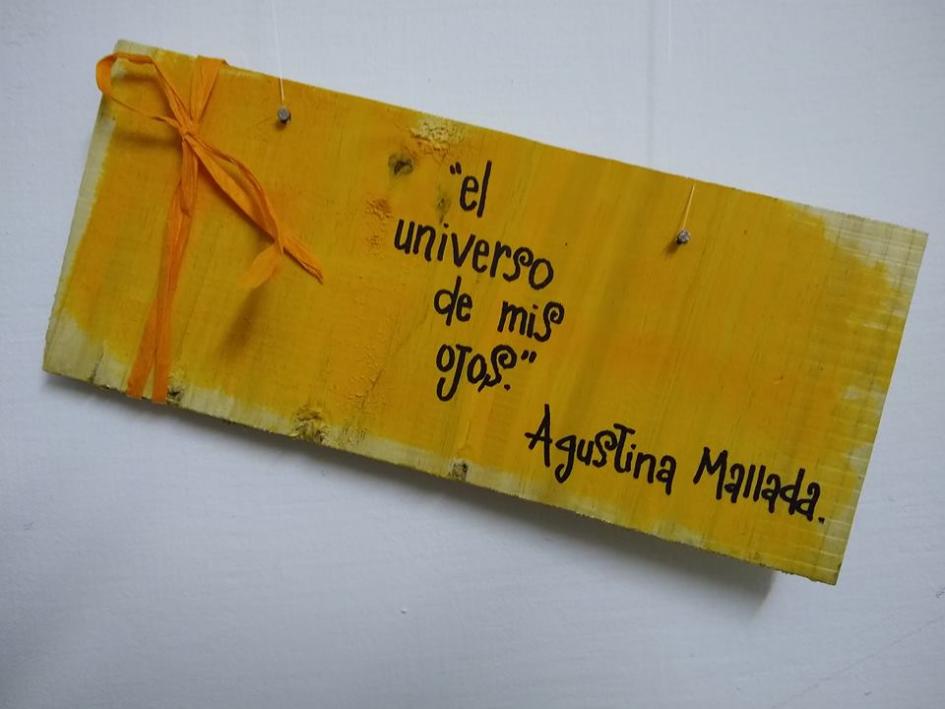 "el
universo
de mis
ojos."
Agustina Mallada.